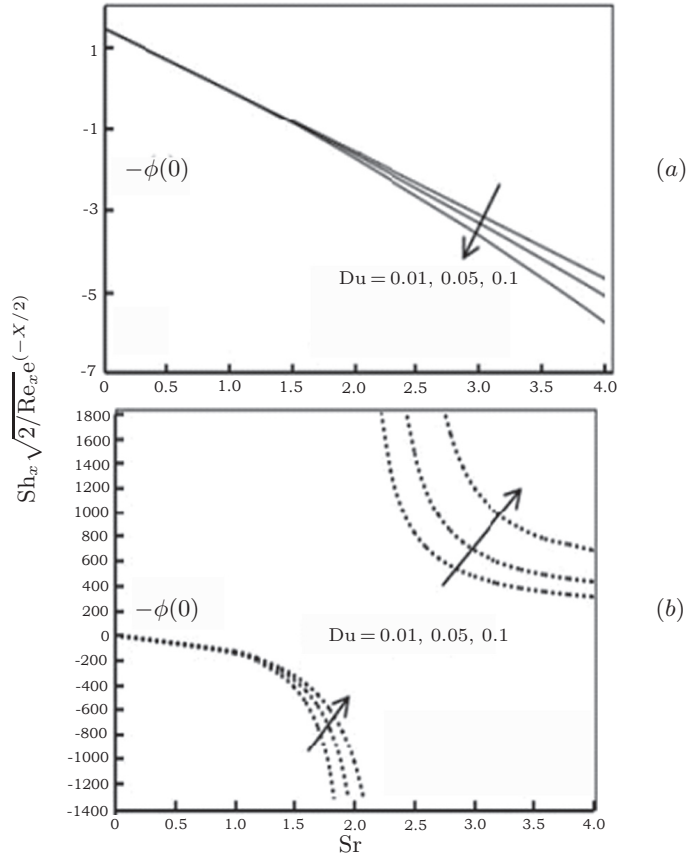 1
-1
-3
-5
-7
−ϕ̇(0)
(a)
Du = 0.01, 0.05, 0.1
0 0.5 1.0 1.5 2.0 2.5 3.0 3.5 4.0
Shₓ√2/Reₓe^(−X/2)
1800
1600
1400
1200
1000
800
600
400
200
0
-200
-400
-600
-800
-1000
-1200
-1400
−ϕ(0)
(b)
Du = 0.01, 0.05, 0.1
0 0.5 1.0 1.5 2.0 2.5 3.0 3.5 4.0
Sr